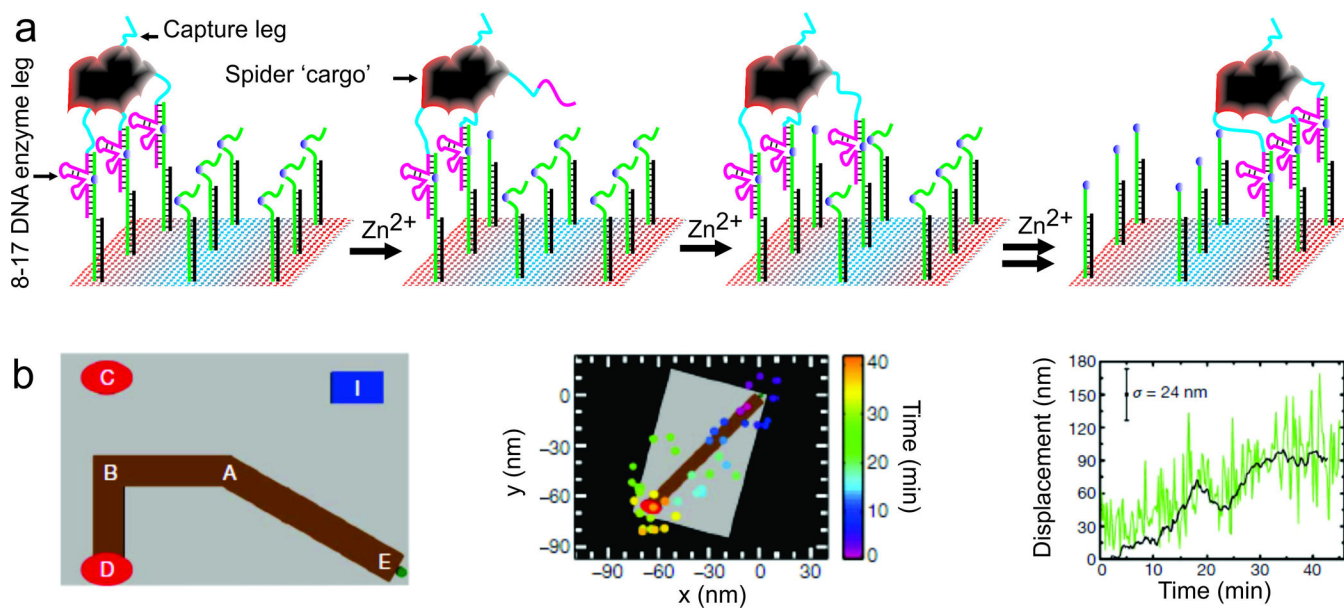 a
Capture leg
Spider ‘cargo’
8-17 DNA enzyme leg
Zn2+
Zn2+
Zn2+
b
C
I
B
A
D
E
0
−30
−60
−90
y (nm)
−90
−60
−30
0
30
x (nm)
40
30
20
10
0
Time (min)
180
150
120
90
60
30
0
Displacement (nm)
σ = 24 nm
0
10
20
30
40
Time (min)